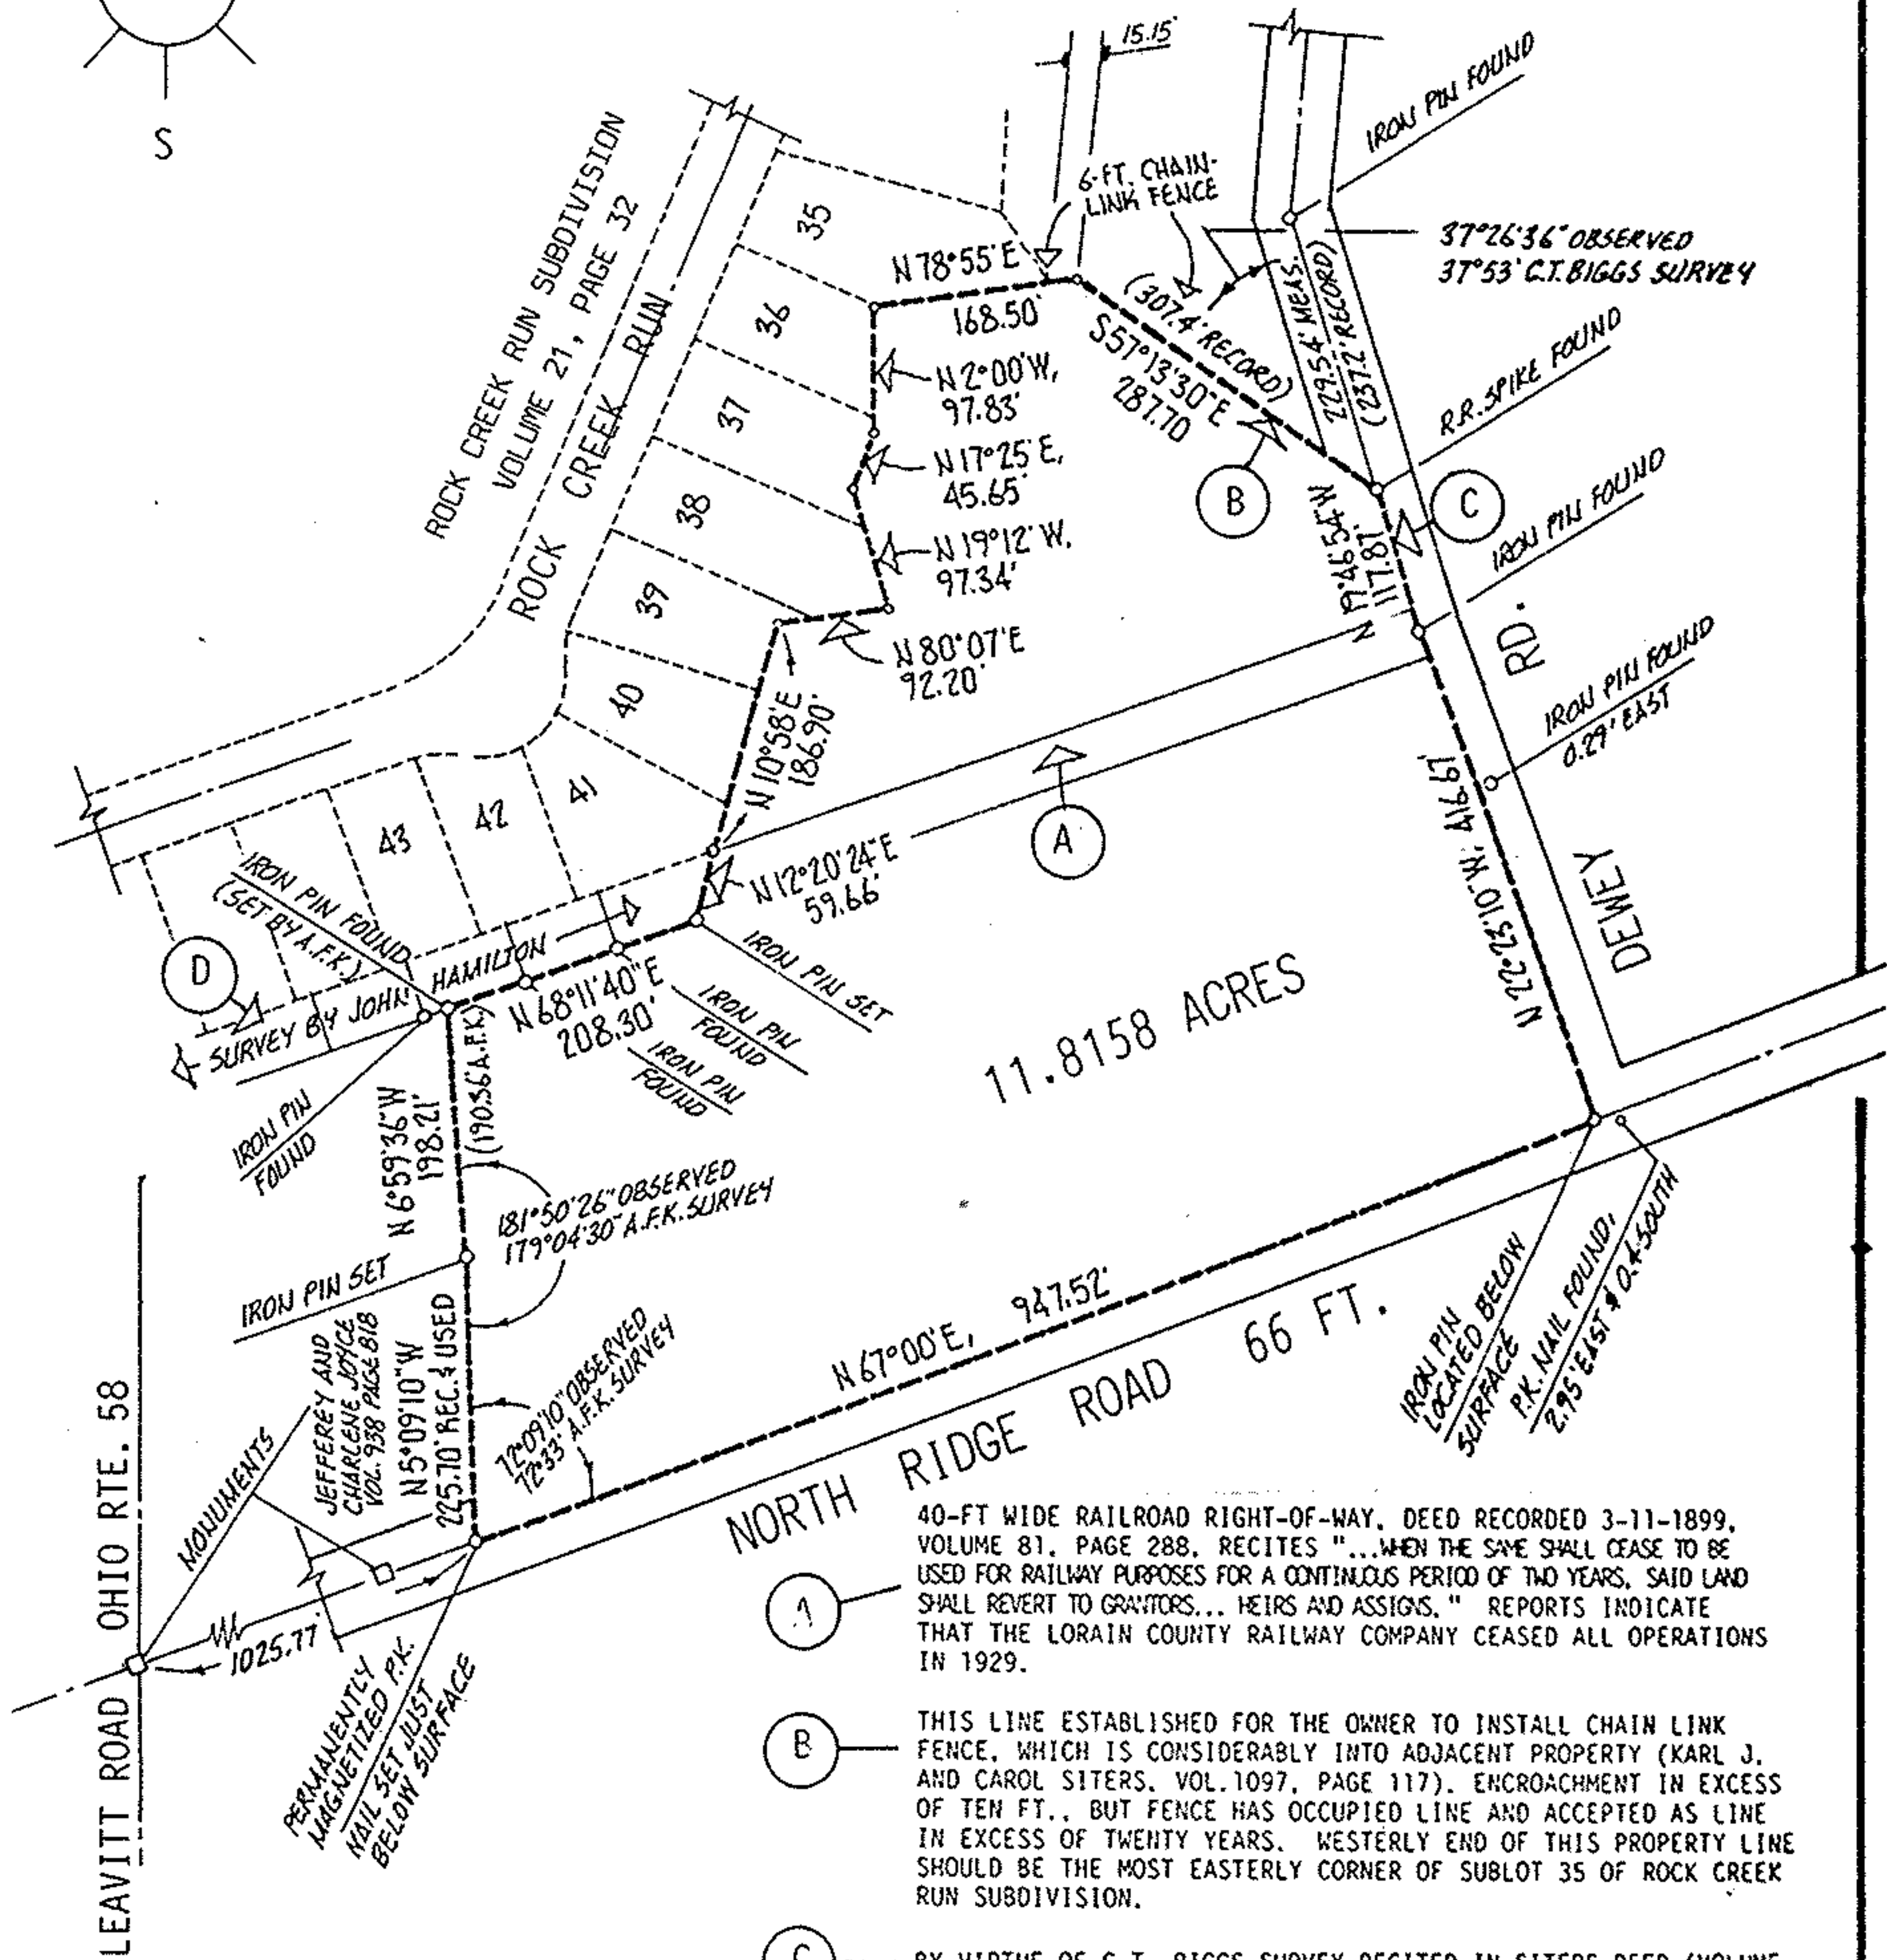 S
15.15'
IRON PIN FOUND
6-FT. CHAIN-
LINK FENCE
ROCK CREEK RUN SUBDIVISION
VOLUME 21, PAGE 32
ROCK CREEK RUN
35
36
37
38
39
40
41
42
43
N 78°55' E
168.50'
(307.4' RECORD)
S 57°13'30" E
287.70
229.54' MEAS.
(237.2' RECORD)
37°26'36" OBSERVED
37°53' C.T. BIGGS SURVEY
R.R. SPIKE FOUND
N 2°00' W,
97.83'
N 17°25' E,
45.65'
N 19°12' W.
97.34'
N 80°07' E
92.20'
B
C
N 19°46'54" W
117.87'
IRON PIN FOUND
IRON PIN FOUND
0.29' EAST
N 10°58' E
186.90'
N 12°20'24" E
59.66'
A
N 22°23'10" W, 416.67'
DEWEY RD.
IRON PIN FOUND
(SET BY A.F.K.)
D
SURVEY BY JOHN HAMILTON
N 68°11'40" E
208.30'
IRON PIN SET
IRON PIN
FOUND
IRON PIN
FOUND
11.8158 ACRES
IRON PIN
FOUND
N 6°59'36" W
198.21'
(190.36 A.F.K.)
181°50'26" OBSERVED
179°04'30" A.F.K. SURVEY
IRON PIN SET
JEFFEREY AND
CHARLENE JOYCE
VOL. 938 PAGE 818
N 5°09'10" W
225.70' REC. & USED
72°09'10" OBSERVED
72°33' A.F.K. SURVEY
N 67°00' E, 947.52'
NORTH RIDGE ROAD 66 FT.
IRON PIN
LOCATED BELOW
SURFACE
P.K. NAIL FOUND,
2.95' EAST & 0.4 SOUTH
MONUMENTS
LEAVITT ROAD OHIO RTE. 58
1025.77'
PERMANENTLY
MAGNETIZED P.K.
NAIL SET JUST
BELOW SURFACE
A
40-FT WIDE RAILROAD RIGHT-OF-WAY. DEED RECORDED 3-11-1899,
VOLUME 81, PAGE 288, RECITES "...WHEN THE SAME SHALL CEASE TO BE
USED FOR RAILWAY PURPOSES FOR A CONTINUOUS PERIOD OF TWO YEARS, SAID LAND
SHALL REVERT TO GRANTORS... HEIRS AND ASSIGNS." REPORTS INDICATE
THAT THE LORAIN COUNTY RAILWAY COMPANY CEASED ALL OPERATIONS
IN 1929.
B
THIS LINE ESTABLISHED FOR THE OWNER TO INSTALL CHAIN LINK
FENCE, WHICH IS CONSIDERABLY INTO ADJACENT PROPERTY (KARL J.
AND CAROL SITERS. VOL.1097, PAGE 117). ENCROACHMENT IN EXCESS
OF TEN FT., BUT FENCE HAS OCCUPIED LINE AND ACCEPTED AS LINE
IN EXCESS OF TWENTY YEARS. WESTERLY END OF THIS PROPERTY LINE
SHOULD BE THE MOST EASTERLY CORNER OF SUBLOT 35 OF ROCK CREEK
RUN SUBDIVISION.
C
BY VIRTUE OF C.T. BIGGS SURVEY RECITED IN SITERS DEED (VOLUME